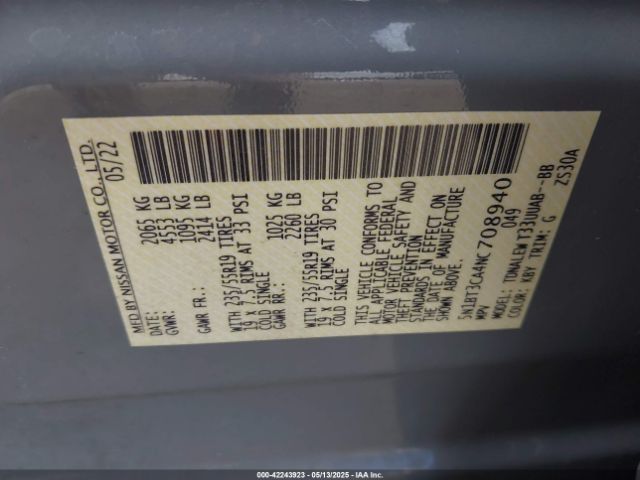 MFD BY NISSAN MOTOR CO., LTD.
DATE: 05/22
GVWR: 2065 KG
4553 LB
GAWR FR.: 1095 KG
2414 LB
WITH 235/55R19 TIRES
19 X 7.5 RIMS AT 33 PSI
COLD SINGLE
GAWR RR.: 1025 KG
2260 LB
WITH 235/55R19 TIRES
19 X 7.5 RIMS AT 30 PSI
COLD SINGLE
THIS VEHICLE CONFORMS TO
ALL APPLICABLE FEDERAL
MOTOR VEHICLE SAFETY AND
THEFT PREVENTION
STANDARDS IN EFFECT ON
THE DATE OF MANUFACTURE
SHOWN ABOVE.
5N1BT3CA4NC708940
MPV 049
MODEL: TDNALEWT33UUAB--BB
COLOR: KBY TRIM: G ZS30A
000-42243923 - 05/13/2025 - IAA Inc.